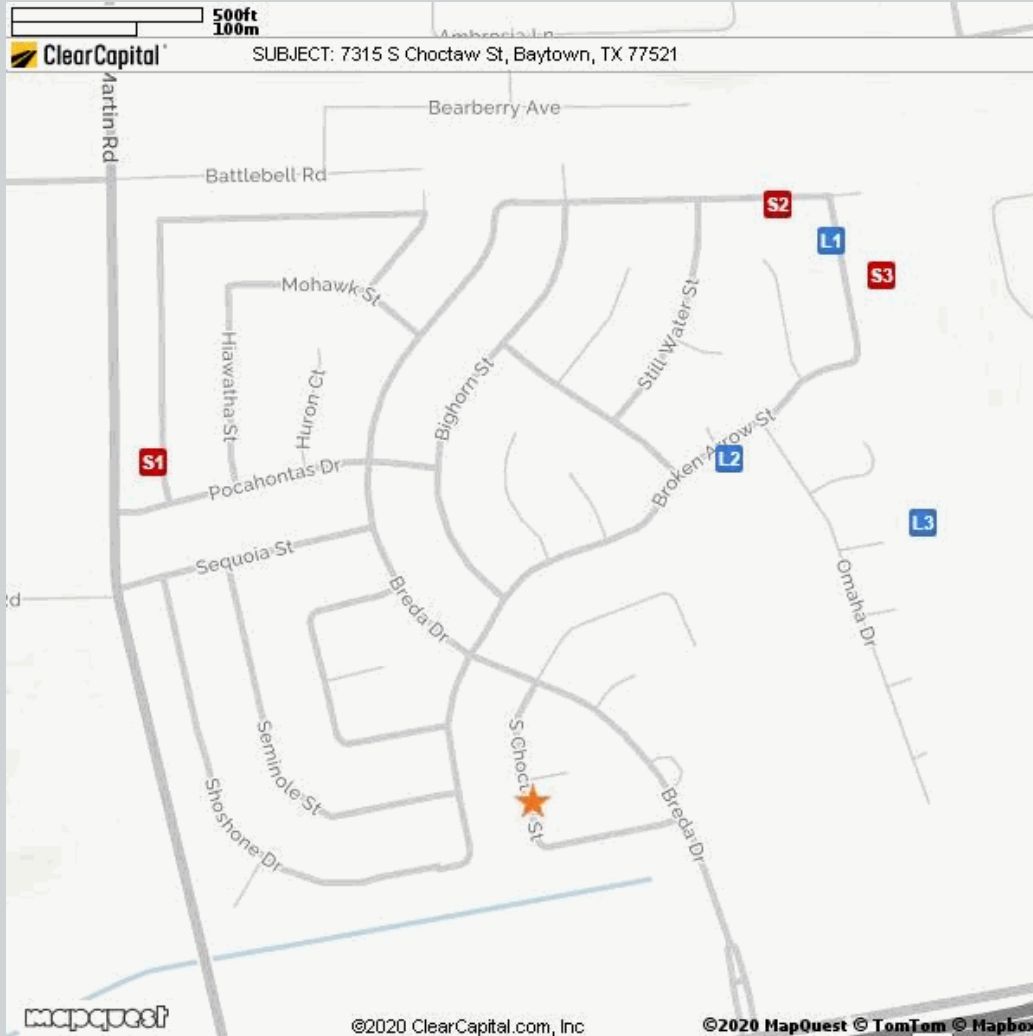 500ft
100m
Ambrosia Ln
ClearCapital
SUBJECT: 7315 S Choctaw St, Baytown, TX 77521
Martin Rd
Bearberry Ave
Battlebell Rd
S2
L1
S3
Mohawk St
Hiawatha St
Huron Ct
Bighorn St
Still Water St
S1
Pocahontas Dr
Broken Arrow St
L2
L3
Sequoia St
Rd
Breda Dr
Omaha Dr
S Choct St
Seminole St
Shoshone Dr
Breda Dr
mapquest
©2020 ClearCapital.com, Inc
©2020 MapQuest © TomTom © Mapbo